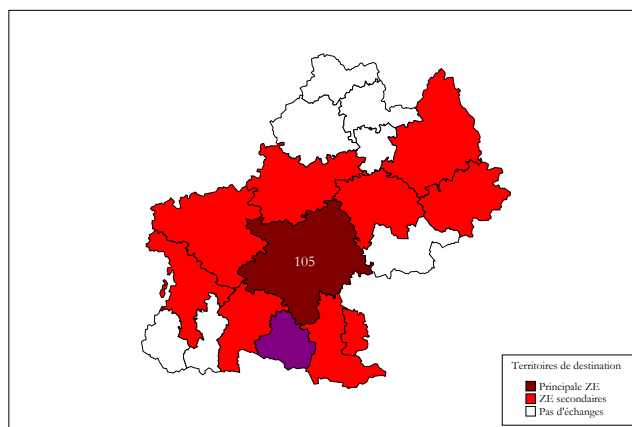 105
Territoires de destination
Principale ZE
ZE secondaires
Pas d'échanges